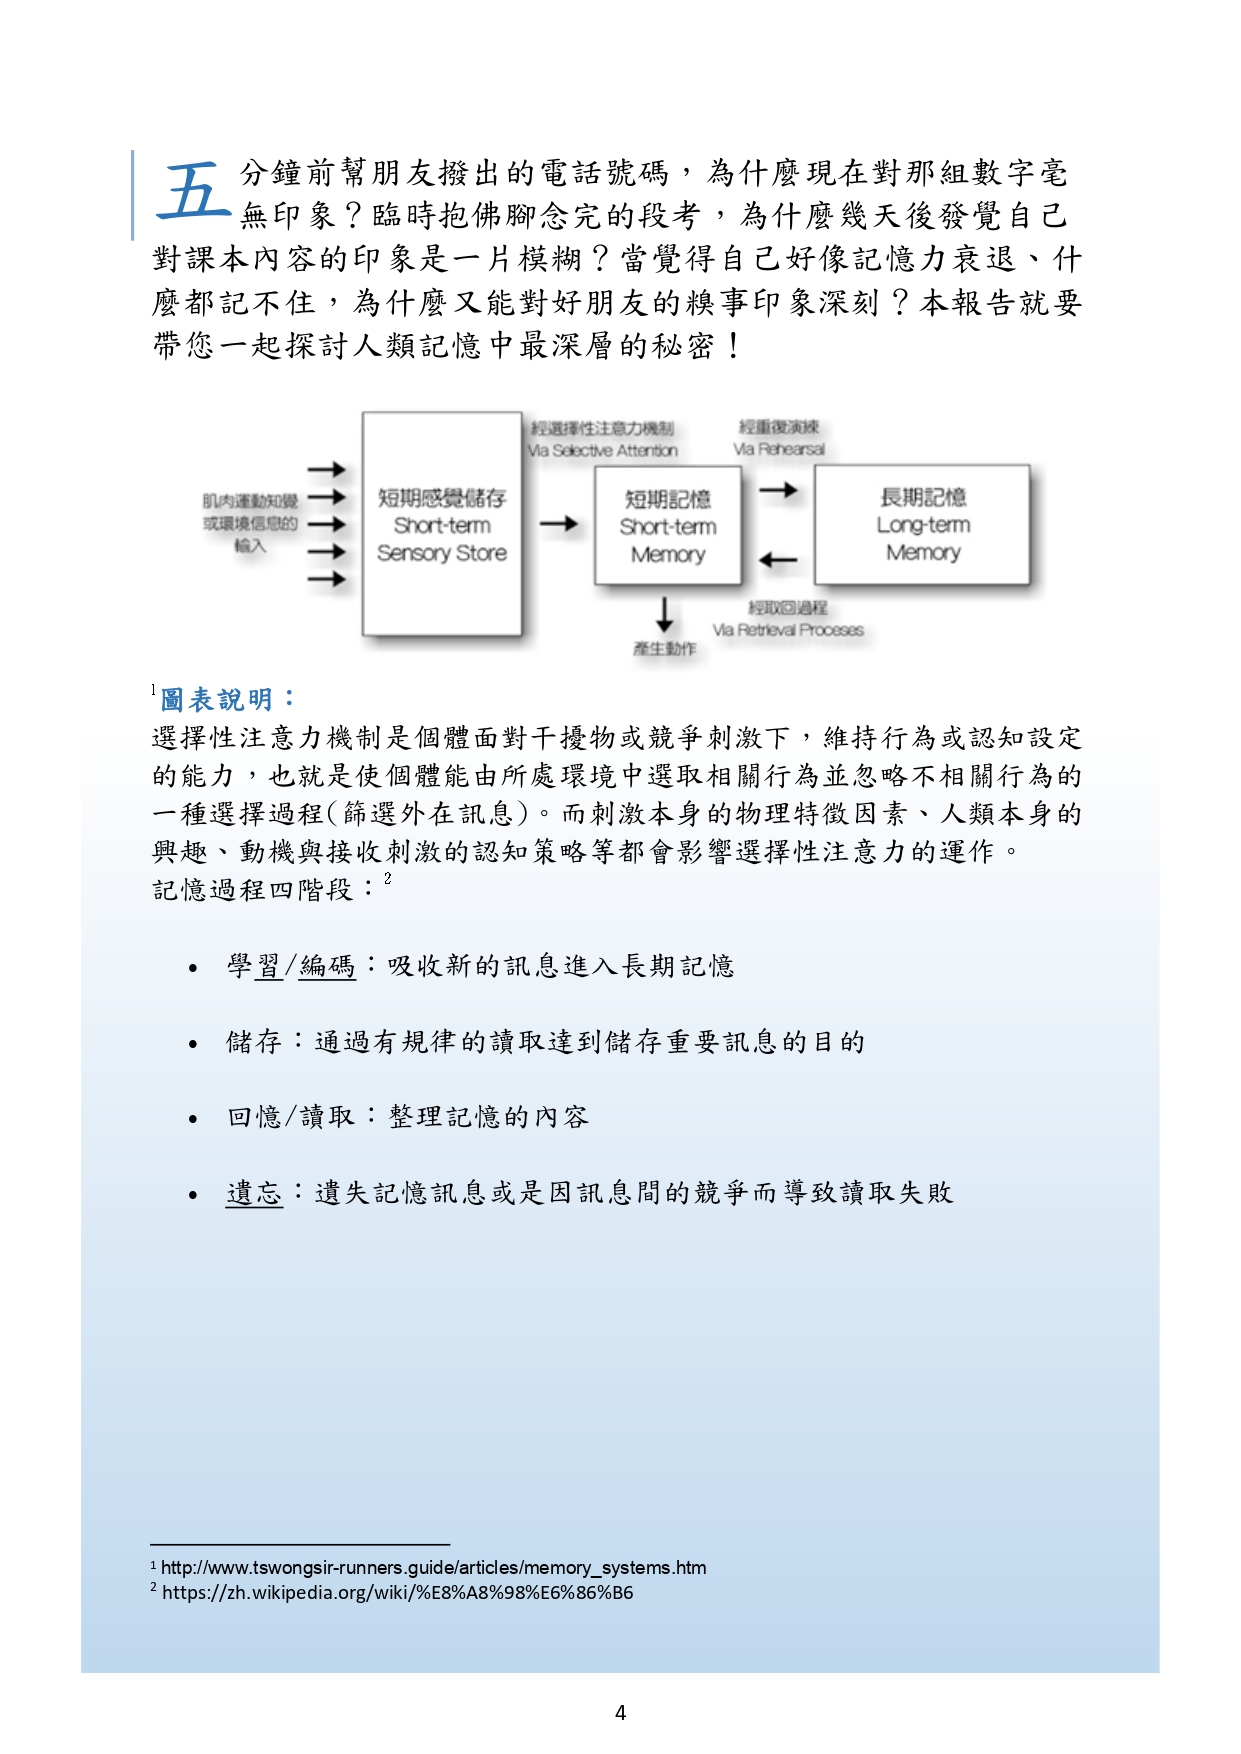 五分鐘前幫朋友撥出的電話號碼，為什麼現在對那組數字毫
無印象？臨時抱佛腳念完的段考，為什麼幾天後發覺自己
對課本內容的印象是一片模糊？當覺得自己好像記憶力衰退、什
麼都記不住，為什麼又能對好朋友的糗事印象深刻？本報告就要
帶您一起探討人類記憶中最深層的秘密！
肌肉運動知覺
或環境信息的
輸入
短期感覺儲存
Short-term
Sensory Store
經選擇性注意力機制
Via Selective Attention
短期記憶
Short-term
Memory
產生動作
經重復演練
Via Rehearsal
長期記憶
Long-term
Memory
經取回過程
Via Retrieval Proceses
1圖表說明：
選擇性注意力機制是個體面對干擾物或競爭刺激下，維持行為或認知設定
的能力，也就是使個體能由所處環境中選取相關行為並忽略不相關行為的
一種選擇過程(篩選外在訊息)。而刺激本身的物理特徵因素、人類本身的
興趣、動機與接收刺激的認知策略等都會影響選擇性注意力的運作。
記憶過程四階段：2
• 學習/編碼：吸收新的訊息進入長期記憶
• 儲存：通過有規律的讀取達到儲存重要訊息的目的
• 回憶/讀取：整理記憶的內容
• 遺忘：遺失記憶訊息或是因訊息間的競爭而導致讀取失敗
1 http://www.tswongsir-runners.guide/articles/memory_systems.htm
2 https://zh.wikipedia.org/wiki/%E8%A8%98%E6%86%B6
4